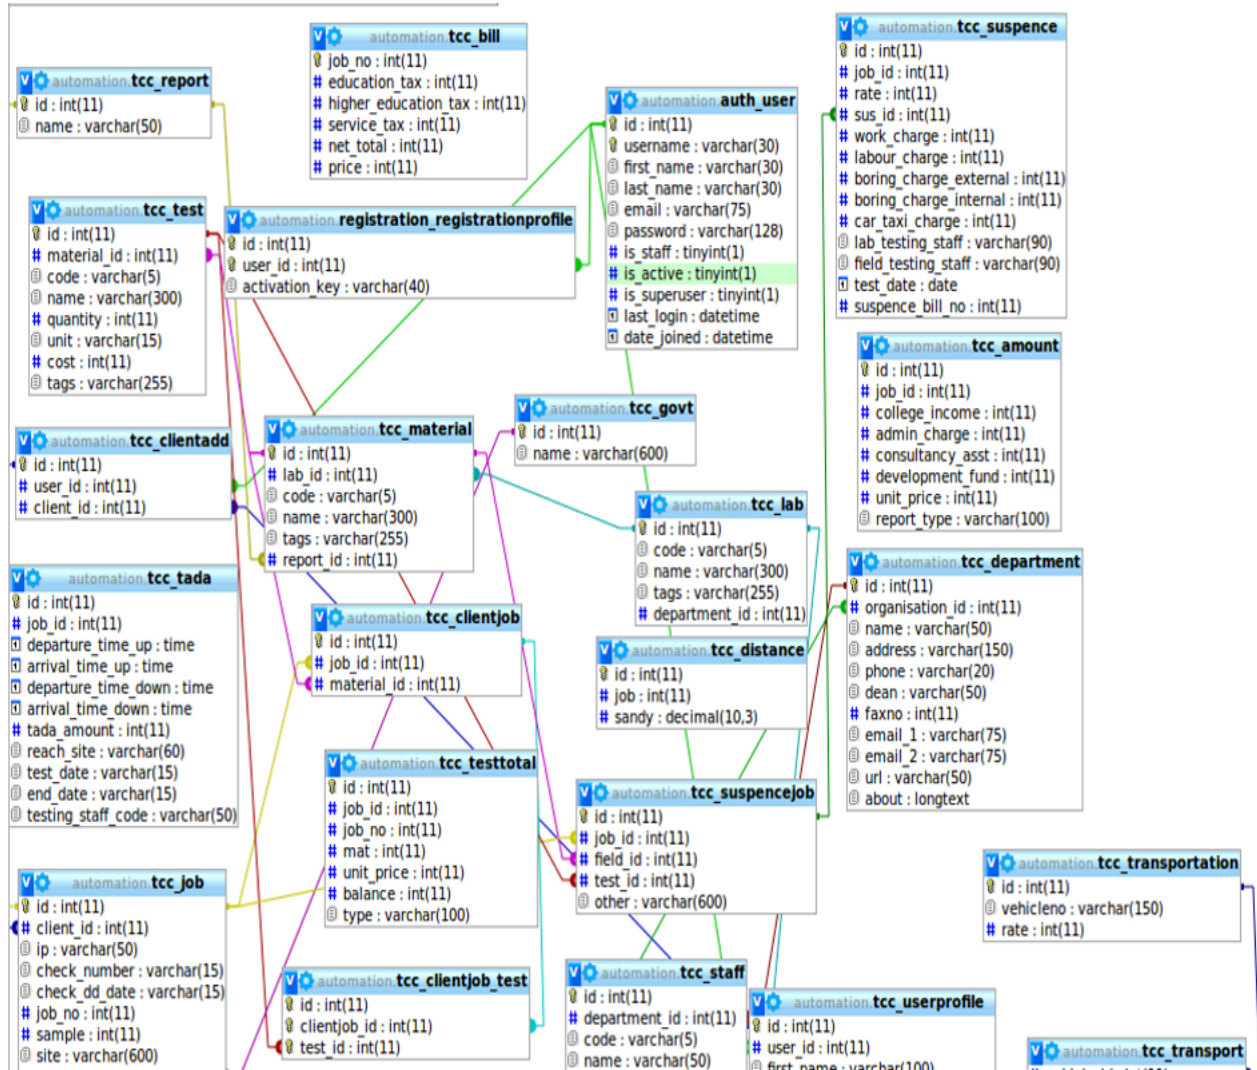 automation.tcc_report
id : int(11)
name : varchar(50)
automation.tcc_bill
job_no : int(11)
education_tax : int(11)
higher_education_tax : int(11)
service_tax : int(11)
net_total : int(11)
price : int(11)
automation.auth_user
id : int(11)
username : varchar(30)
first_name : varchar(30)
last_name : varchar(30)
email : varchar(75)
password : varchar(128)
is_staff : tinyint(1)
is_active : tinyint(1)
is_superuser : tinyint(1)
last_login : datetime
date_joined : datetime
automation.tcc_suspence
id : int(11)
job_id : int(11)
rate : int(11)
sus_id : int(11)
work_charge : int(11)
labour_charge : int(11)
boring_charge_external : int(11)
boring_charge_internal : int(11)
car_taxi_charge : int(11)
lab_testing_staff : varchar(90)
field_testing_staff : varchar(90)
test_date : date
suspence_bill_no : int(11)
automation.tcc_test
id : int(11)
material_id : int(11)
code : varchar(5)
name : varchar(300)
quantity : int(11)
unit : varchar(15)
cost : int(11)
tags : varchar(255)
automation.registration_registrationprofile
id : int(11)
user_id : int(11)
activation_key : varchar(40)
automation.tcc_amount
id : int(11)
job_id : int(11)
college_income : int(11)
admin_charge : int(11)
consultancy_asst : int(11)
development_fund : int(11)
unit_price : int(11)
report_type : varchar(100)
automation.tcc_govt
id : int(11)
name : varchar(600)
automation.tcc_clientadd
id : int(11)
user_id : int(11)
client_id : int(11)
automation.tcc_material
id : int(11)
lab_id : int(11)
code : varchar(5)
name : varchar(300)
tags : varchar(255)
report_id : int(11)
automation.tcc_lab
id : int(11)
code : varchar(5)
name : varchar(300)
tags : varchar(255)
department_id : int(11)
automation.tcc_department
id : int(11)
organisation_id : int(11)
name : varchar(50)
address : varchar(150)
phone : varchar(20)
dean : varchar(50)
faxno : int(11)
email_1 : varchar(75)
email_2 : varchar(75)
url : varchar(50)
about : longtext
automation.tcc_tada
id : int(11)
job_id : int(11)
departure_time_up : time
arrival_time_up : time
departure_time_down : time
arrival_time_down : time
tada_amount : int(11)
reach_site : varchar(60)
test_date : varchar(15)
end_date : varchar(15)
testing_staff_code : varchar(50)
automation.tcc_clientjob
id : int(11)
job_id : int(11)
material_id : int(11)
automation.tcc_distance
id : int(11)
job : int(11)
sandy : decimal(10,3)
automation.tcc_testtotal
id : int(11)
job_id : int(11)
job_no : int(11)
mat : int(11)
unit_price : int(11)
balance : int(11)
type : varchar(100)
automation.tcc_suspencejob
id : int(11)
job_id : int(11)
field_id : int(11)
test_id : int(11)
other : varchar(600)
automation.tcc_transportation
id : int(11)
vehicleno : varchar(150)
rate : int(11)
automation.tcc_job
id : int(11)
client_id : int(11)
ip : varchar(50)
check_number : varchar(15)
check_dd_date : varchar(15)
job_no : int(11)
sample : int(11)
site : varchar(600)
automation.tcc_clientjob_test
id : int(11)
clientjob_id : int(11)
test_id : int(11)
automation.tcc_staff
id : int(11)
department_id : int(11)
code : varchar(5)
name : varchar(50)
automation.tcc_userprofile
id : int(11)
user_id : int(11)
first_name : varchar(100)
automation.tcc_transport